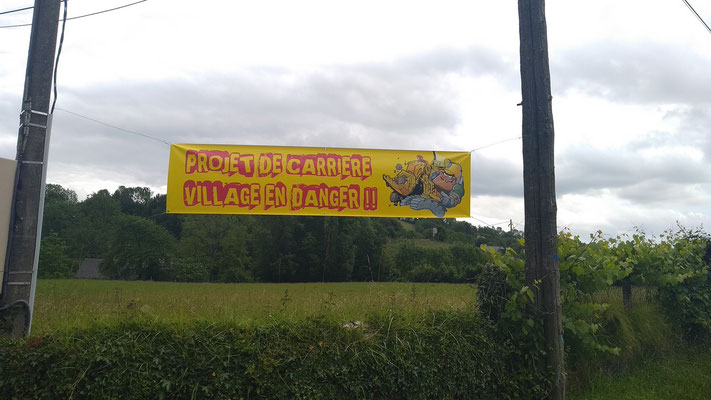 PROJET DE CARRIERE
VILLAGE EN DANGER !!